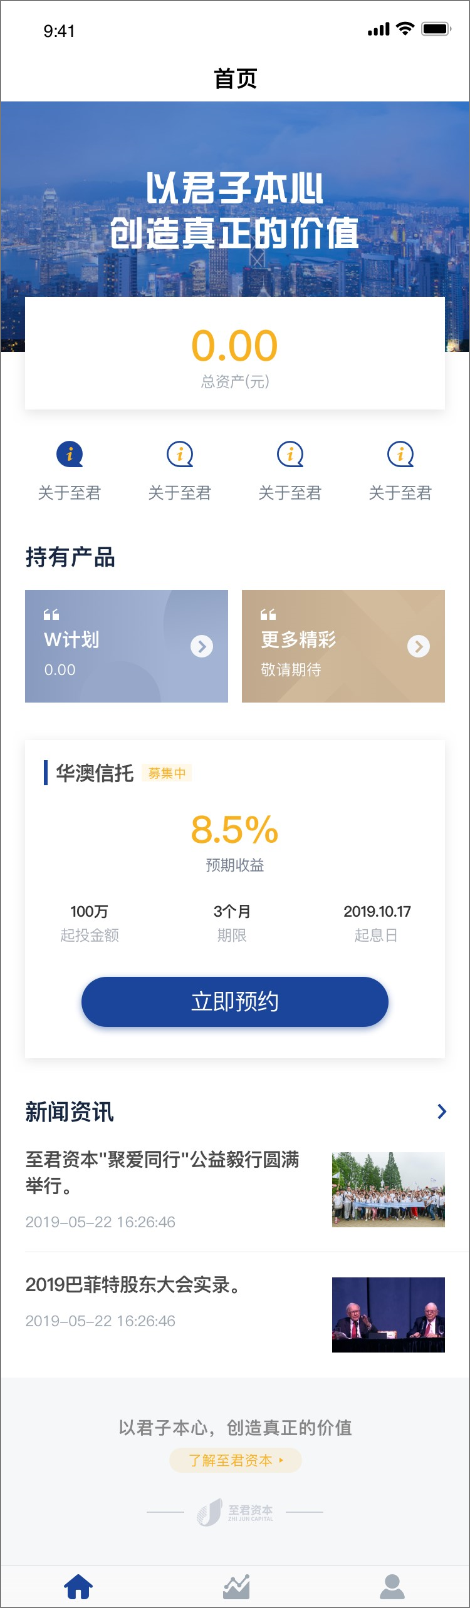 9:41
首页
以君子本心
创造真正的价值
0.00
总资产(元)
关于至君 关于至君 关于至君 关于至君
持有产品
W计划
0.00
更多精彩
敬请期待
华澳信托 募集中
8.5%
预期收益
100万 3个月 2019.10.17
起投金额 期限 起息日
立即预约
新闻资讯
至君资本"聚爱同行"公益毅行圆满
举行。
2019-05-22 16:26:46
2019巴菲特股东大会实录。
2019-05-22 16:26:46
以君子本心，创造真正的价值
了解至君资本
至君资本
ZHI JUN CAPITAL